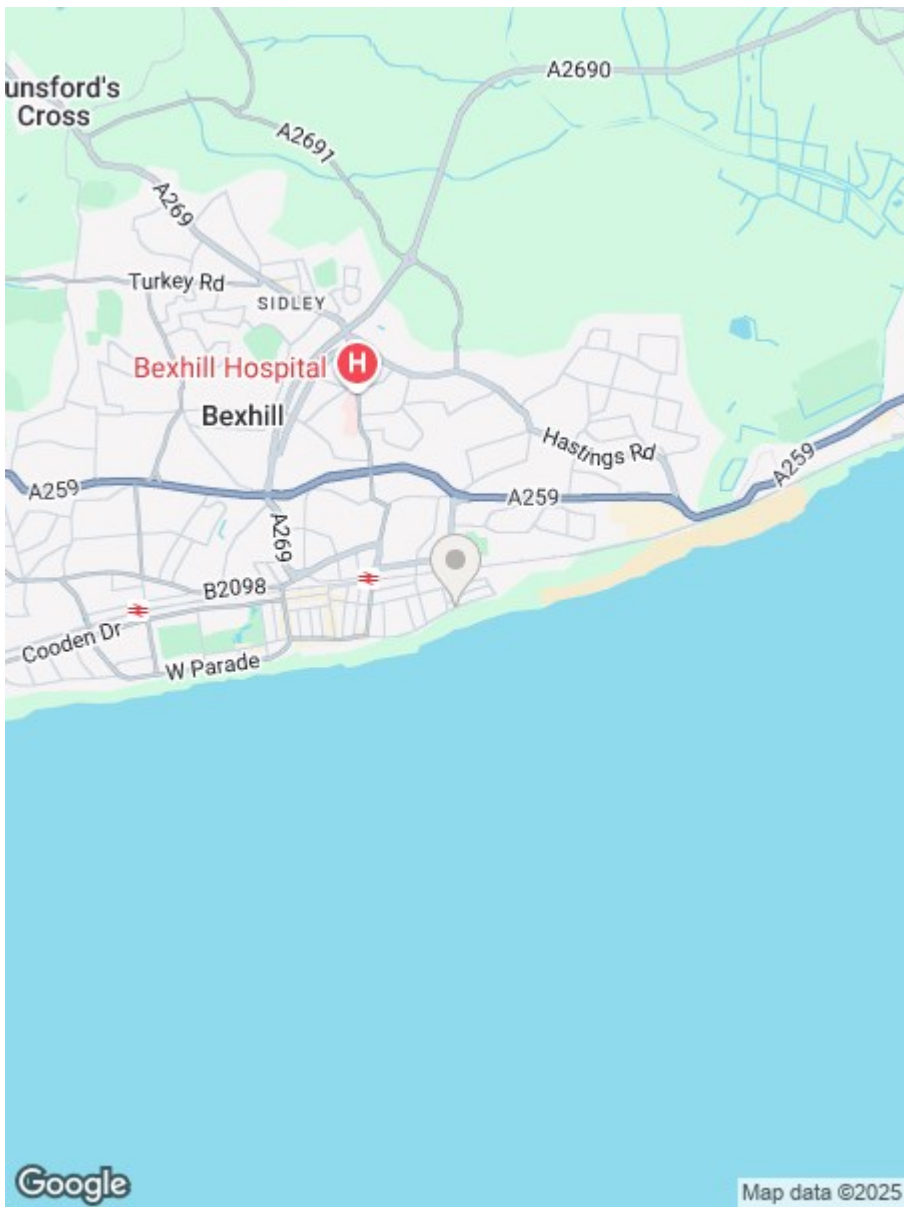 A2690
unsford's
Cross
A2691
A269
Turkey Rd
SIDLEY
Bexhill Hospital
H
Bexhill
Hastings Rd
A259
A259
A259
A269
B2098
Cooden Dr
W Parade
Google
Map data ©2025